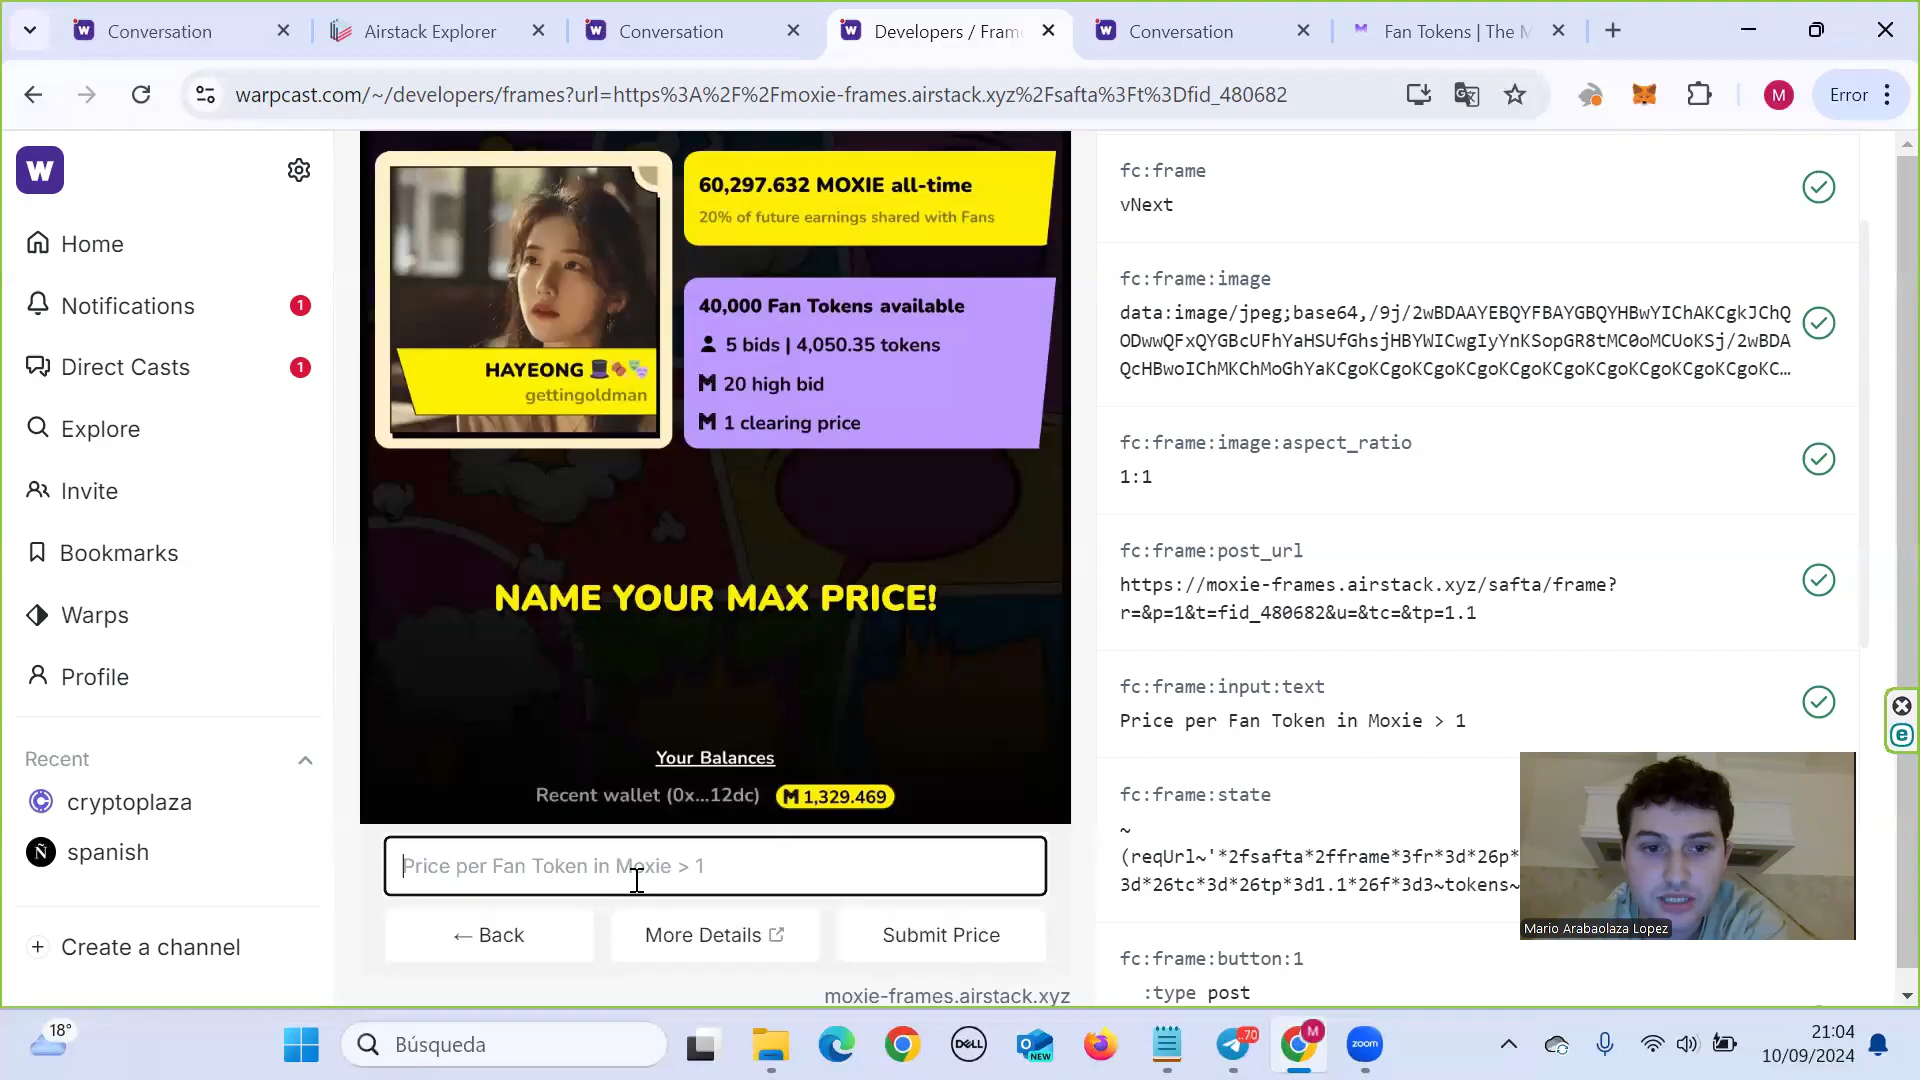 Conversation
Airstack Explorer
Conversation
Developers / Fram
Conversation
Fan Tokens | The M
warpcast.com/~/developers/frames?url=https%3A%2F%2Fmoxie-frames.airstack.xyz%2Fsafta%3Ft%3Dfid_480682
M
Error
W
Home
Notifications
1
Direct Casts
1
Explore
Invite
Bookmarks
Warps
Profile
Recent
cryptoplaza
Ñ
spanish
+ Create a channel
60,297.632 MOXIE all-time
20% of future earnings shared with Fans
HAYEONG
gettingoldman
40,000 Fan Tokens available
5 bids | 4,050.35 tokens
M 20 high bid
M 1 clearing price
NAME YOUR MAX PRICE!
Your Balances
Recent wallet (0x...12dc) M 1,329.469
Price per Fan Token in Moxie > 1
← Back
More Details
Submit Price
moxie-frames.airstack.xyz
fc:frame
vNext
fc:frame:image
data:image/jpeg;base64,/9j/2wBDAAYEBQYFBAYGBQYHBwYIChAKCgkJChQ
ODwwQFxQYGBcUFhYaHSUfGhsjHBYWICwgIyYnKSopGR8tMC0oMCUoKSj/2wBDA
QcHBwoIChMKChMoGhYaKCgoKCgoKCgoKCgoKCgoKCgoKCgoKCgoKCgoKCgoKC...
fc:frame:image:aspect_ratio
1:1
fc:frame:post_url
https://moxie-frames.airstack.xyz/safta/frame?
r=&p=1&t=fid_480682&u=&tc=&tp=1.1
fc:frame:input:text
Price per Fan Token in Moxie > 1
fc:frame:state
~
(reqUrl~'*2fsafta*2fframe*3fr*3d*26p*
3d*26tc*3d*26tp*3d1.1*26f*3d3~tokens~
fc:frame:button:1
:type post
Mario Arabaolaza Lopez
e
18°
Búsqueda
DELL
NEW
70
M
zoom
21:04
10/09/2024